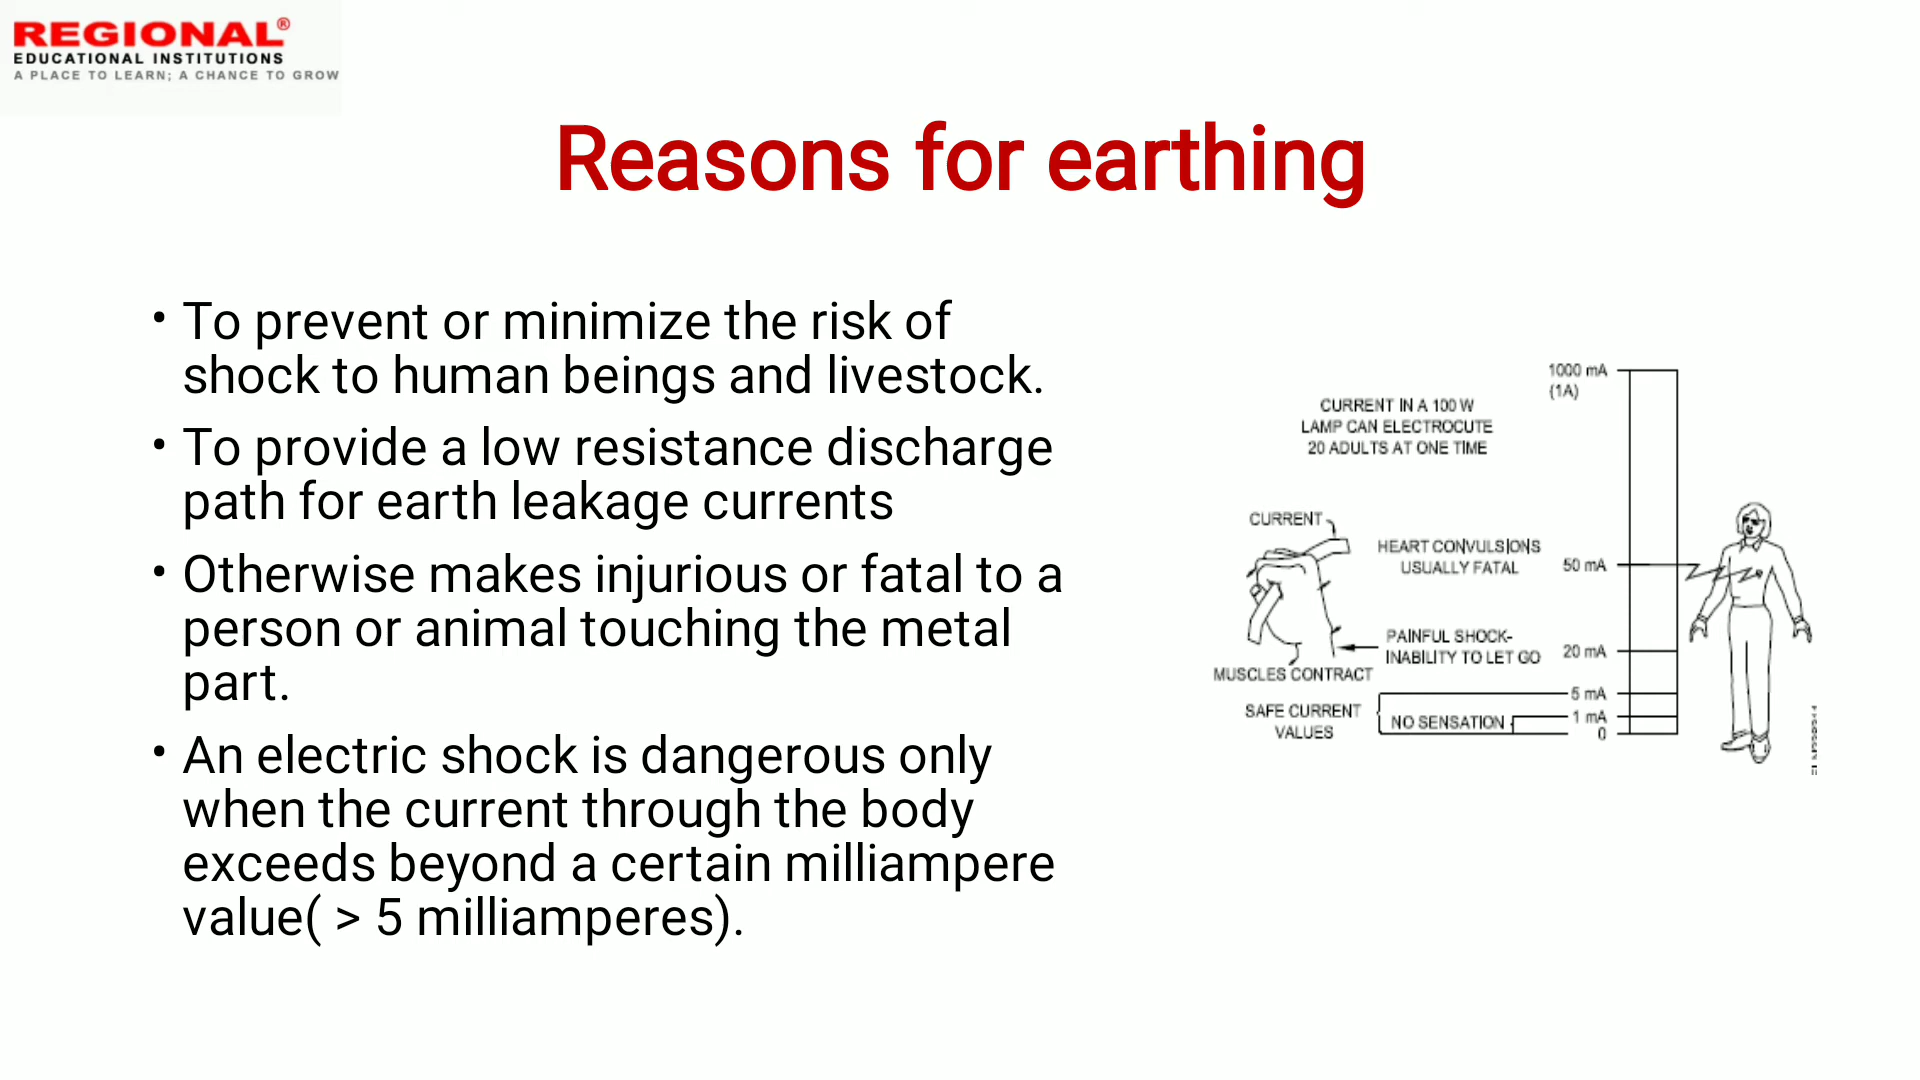 REGIONAL®
EDUCATIONAL INSTITUTIONS
A PLACE TO LEARN; A CHANCE TO GROW
Reasons for earthing
• To prevent or minimize the risk of
shock to human beings and livestock.
• To provide a low resistance discharge
path for earth leakage currents
• Otherwise makes injurious or fatal to a
person or animal touching the metal
part.
• An electric shock is dangerous only
when the current through the body
exceeds beyond a certain milliampere
value( > 5 milliamperes).
1000 mA
(1A)
CURRENT IN A 100 W
LAMP CAN ELECTROCUTE
20 ADULTS AT ONE TIME
CURRENT
HEART CONVULSIONS
USUALLY FATAL
50 mA
PAINFUL SHOCK-
INABILITY TO LET GO
20 mA
MUSCLES CONTRACT
5 mA
SAFE CURRENT
VALUES
NO SENSATION
1 mA
0